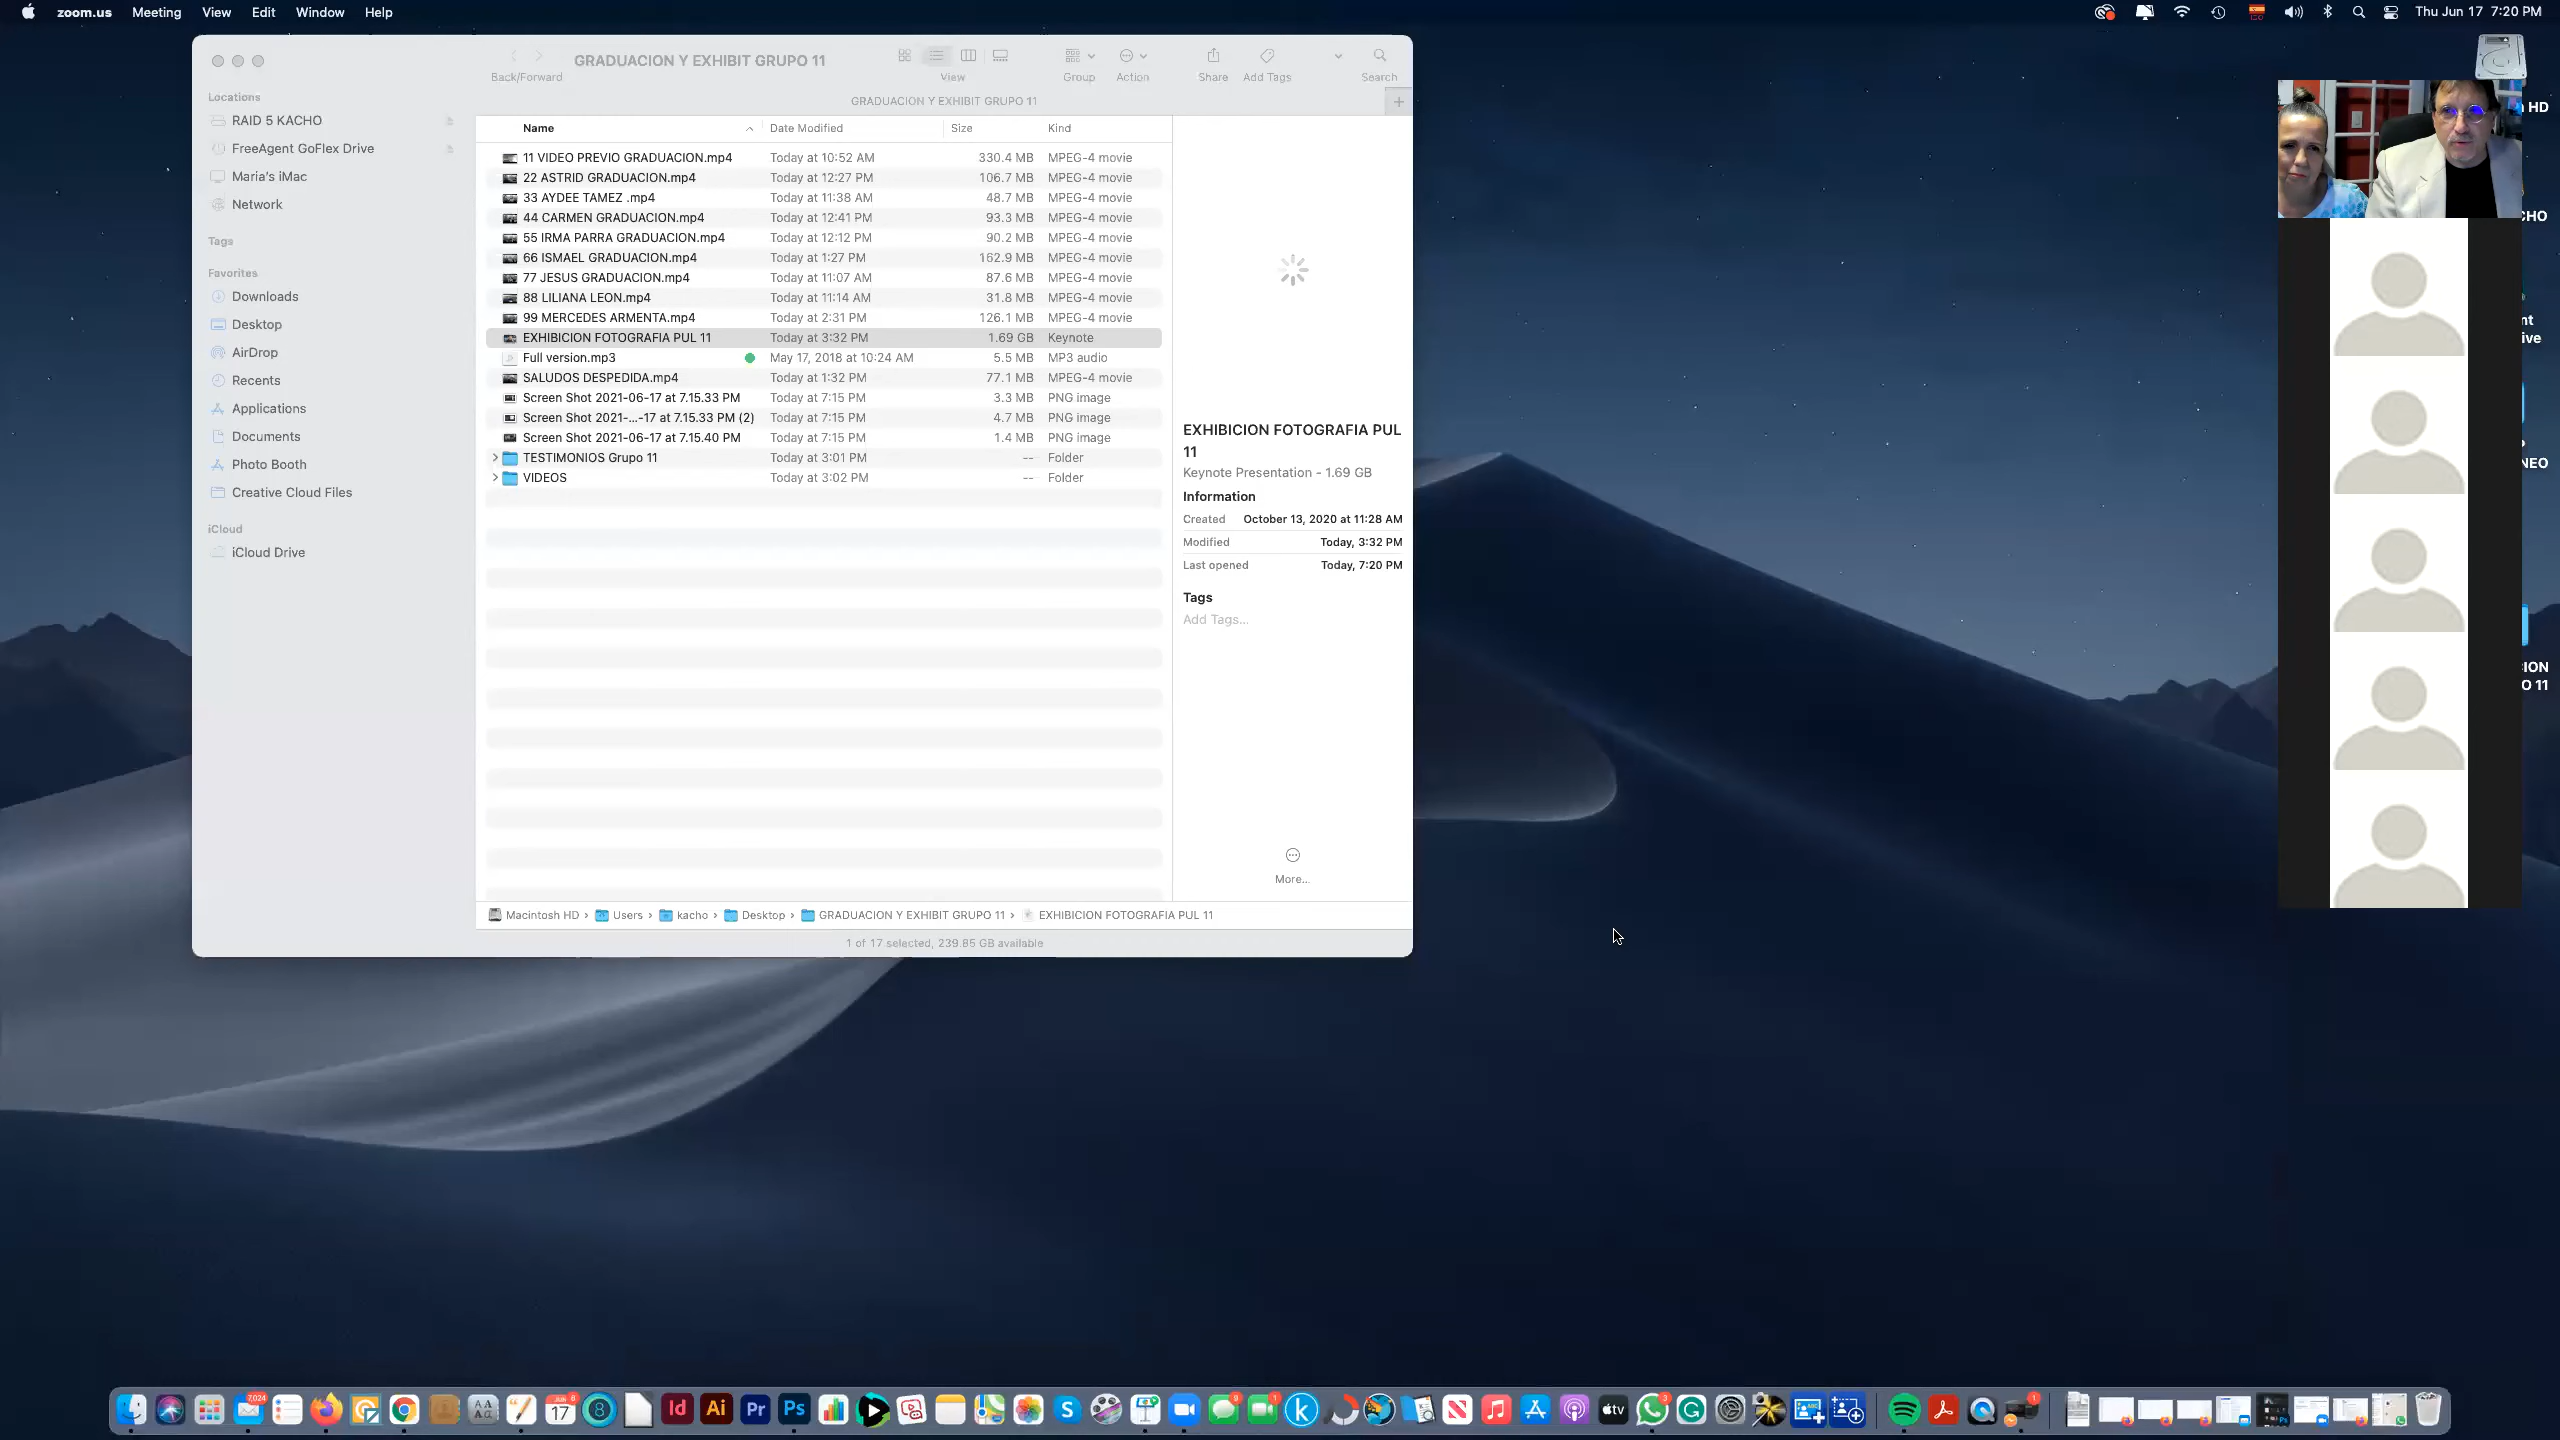 zoom.us Meeting View Edit Window Help
Thu Jun 17 7:20 PM
GRADUACION Y EXHIBIT GRUPO 11
Back/Forward View Group Action Share Add Tags Search
GRADUACION Y EXHIBIT GRUPO 11
Locations
RAID 5 KACHO
FreeAgent GoFlex Drive
Maria's iMac
Network
Tags
Favorites
Downloads
Desktop
AirDrop
Recents
Applications
Documents
Photo Booth
Creative Cloud Files
iCloud
iCloud Drive
Name Date Modified Size Kind
11 VIDEO PREVIO GRADUACION.mp4 Today at 10:52 AM 330.4 MB MPEG-4 movie
22 ASTRID GRADUACION.mp4 Today at 12:27 PM 106.7 MB MPEG-4 movie
33 AYDEE TAMEZ .mp4 Today at 11:38 AM 48.7 MB MPEG-4 movie
44 CARMEN GRADUACION.mp4 Today at 12:41 PM 93.3 MB MPEG-4 movie
55 IRMA PARRA GRADUACION.mp4 Today at 12:12 PM 90.2 MB MPEG-4 movie
66 ISMAEL GRADUACION.mp4 Today at 1:27 PM 162.9 MB MPEG-4 movie
77 JESUS GRADUACION.mp4 Today at 11:07 AM 87.6 MB MPEG-4 movie
88 LILIANA LEON.mp4 Today at 11:14 AM 31.8 MB MPEG-4 movie
99 MERCEDES ARMENTA.mp4 Today at 2:31 PM 126.1 MB MPEG-4 movie
EXHIBICION FOTOGRAFIA PUL 11 Today at 3:32 PM 1.69 GB Keynote
Full version.mp3 May 17, 2018 at 10:24 AM 5.5 MB MP3 audio
SALUDOS DESPEDIDA.mp4 Today at 1:32 PM 77.1 MB MPEG-4 movie
Screen Shot 2021-06-17 at 7.15.33 PM Today at 7:15 PM 3.3 MB PNG image
Screen Shot 2021-...-17 at 7.15.33 PM (2) Today at 7:15 PM 4.7 MB PNG image
Screen Shot 2021-06-17 at 7.15.40 PM Today at 7:15 PM 1.4 MB PNG image
TESTIMONIOS Grupo 11 Today at 3:01 PM -- Folder
VIDEOS Today at 3:02 PM -- Folder
EXHIBICION FOTOGRAFIA PUL
11
Keynote Presentation - 1.69 GB
Information
Created October 13, 2020 at 11:28 AM
Modified Today, 3:32 PM
Last opened Today, 7:20 PM
Tags
Add Tags...
More...
Macintosh HD › Users › kacho › Desktop › GRADUACION Y EXHIBIT GRUPO 11 › EXHIBICION FOTOGRAFIA PUL 11
1 of 17 selected, 239.85 GB available
HD
CHO
nt
ive
NEO
ION
O 11
7,024
17
8
Id Ai Pr Ps
S
9
1
k
N
tv
3
G
1